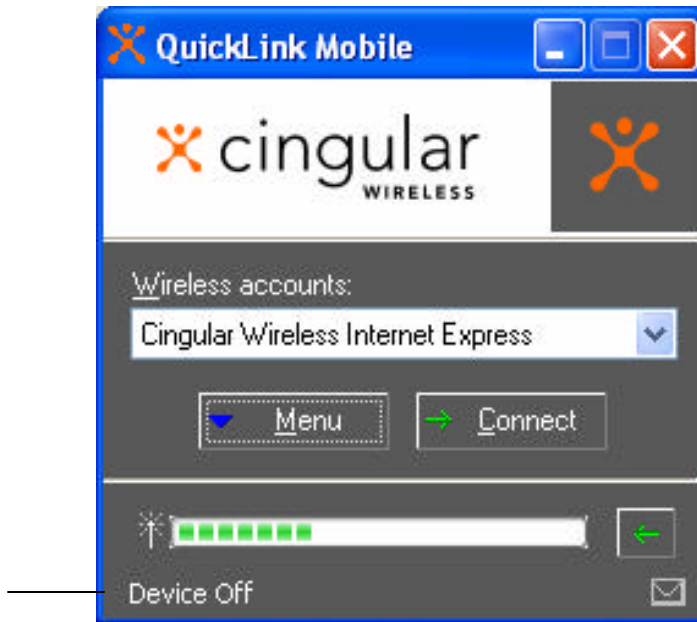 QuickLink Mobile
cingular
WIRELESS
Wireless accounts:
Cingular Wireless Internet Express
Menu
Connect
Device Off